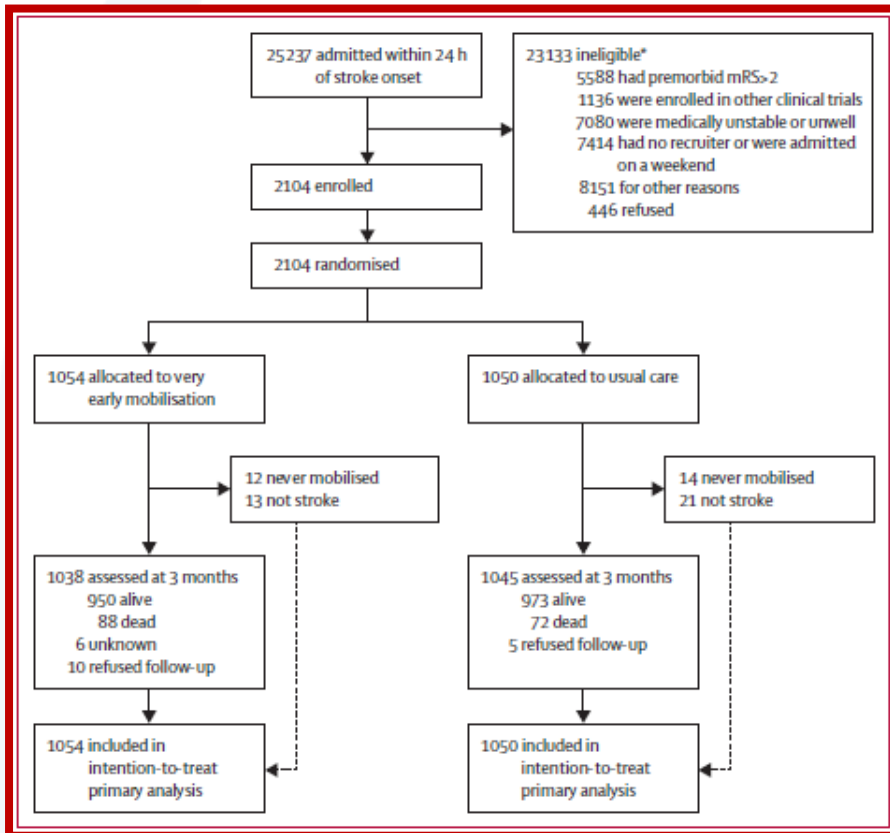 25237 admitted within 24 h
of stroke onset
23133 ineligible*
5588 had premorbid mRS>2
1136 were enrolled in other clinical trials
7080 were medically unstable or unwell
7414 had no recruiter or were admitted
on a weekend
8151 for other reasons
446 refused
2104 enrolled
2104 randomised
1054 allocated to very
early mobilisation
1050 allocated to usual care
12 never mobilised
13 not stroke
14 never mobilised
21 not stroke
1038 assessed at 3 months
950 alive
88 dead
6 unknown
10 refused follow-up
1045 assessed at 3 months
973 alive
72 dead
5 refused follow-up
1054 included in
intention-to-treat
primary analysis
1050 included in
intention-to-treat
primary analysis